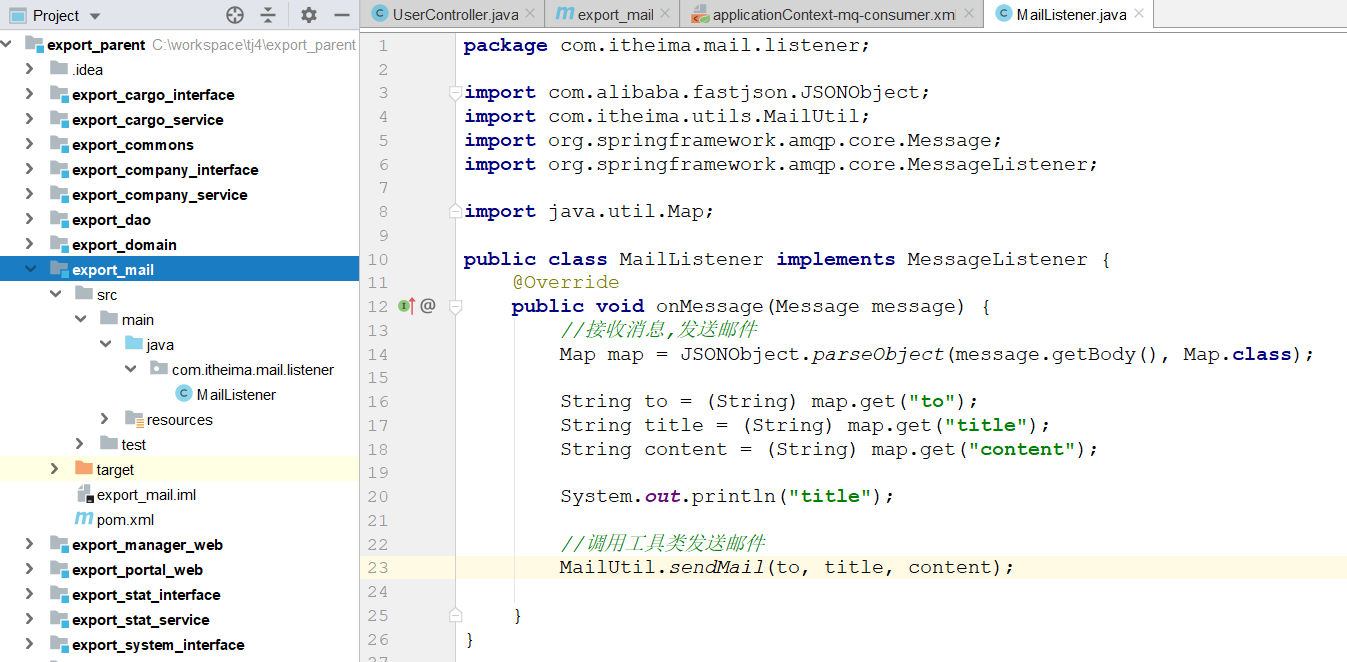 Project
UserController.java
export_mail
applicationContext-mq-consumer.xml
MailListener.java
export_parent C:\workspace\tj4\export_parent
.idea
export_cargo_interface
export_cargo_service
export_commons
export_company_interface
export_company_service
export_dao
export_domain
export_mail
src
main
java
com.itheima.mail.listener
MailListener
resources
test
target
export_mail.iml
pom.xml
export_manager_web
export_portal_web
export_stat_interface
export_stat_service
export_system_interface
1 package com.itheima.mail.listener;
2
3 import com.alibaba.fastjson.JSONObject;
4 import com.itheima.utils.MailUtil;
5 import org.springframework.amqp.core.Message;
6 import org.springframework.amqp.core.MessageListener;
7
8 import java.util.Map;
9
10 public class MailListener implements MessageListener {
11 @Override
12 public void onMessage(Message message) {
13 //接收消息,发送邮件
14 Map map = JSONObject.parseObject(message.getBody(), Map.class);
15
16 String to = (String) map.get("to");
17 String title = (String) map.get("title");
18 String content = (String) map.get("content");
19
20 System.out.println("title");
21
22 //调用工具类发送邮件
23 MailUtil.sendMail(to, title, content);
24
25 }
26 }
27